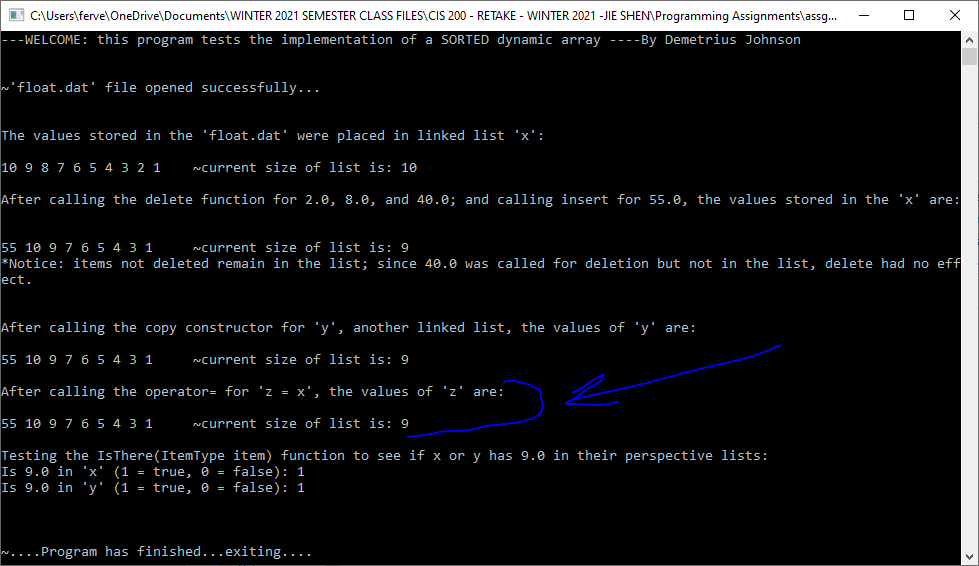 C:\Users\ferve\OneDrive\Documents\WINTER 2021 SEMESTER CLASS FILES\CIS 200 - RETAKE - WINTER 2021 -JIE SHEN\Programming Assignments\assg...
---WELCOME: this program tests the implementation of a SORTED dynamic array ----By Demetrius Johnson
~'float.dat' file opened successfully...
The values stored in the 'float.dat' were placed in linked list 'x':
10 9 8 7 6 5 4 3 2 1    ~current size of list is: 10
After calling the delete function for 2.0, 8.0, and 40.0; and calling insert for 55.0, the values stored in the 'x' are:
55 10 9 7 6 5 4 3 1     ~current size of list is: 9
*Notice: items not deleted remain in the list; since 40.0 was called for deletion but not in the list, delete had no eff
ect.
After calling the copy constructor for 'y', another linked list, the values of 'y' are:
55 10 9 7 6 5 4 3 1     ~current size of list is: 9
After calling the operator= for 'z = x', the values of 'z' are:
55 10 9 7 6 5 4 3 1     ~current size of list is: 9
Testing the IsThere(ItemType item) function to see if x or y has 9.0 in their perspective lists:
Is 9.0 in 'x' (1 = true, 0 = false): 1
Is 9.0 in 'y' (1 = true, 0 = false): 1
~....Program has finished...exiting....